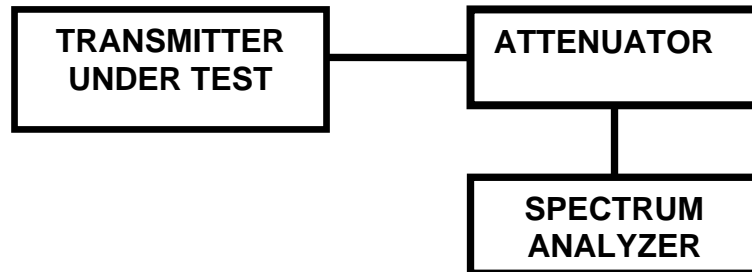 TRANSMITTER
UNDER TEST
ATTENUATOR
SPECTRUM
ANALYZER